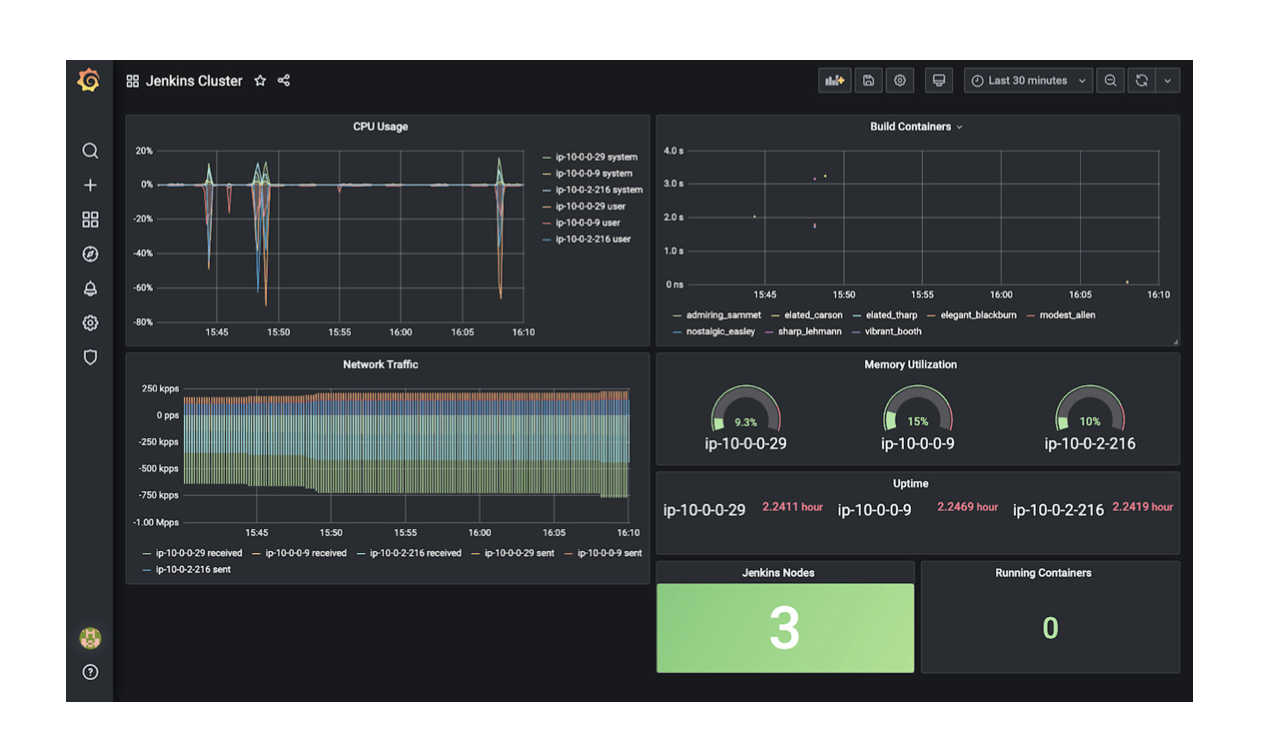 Jenkins Cluster
Last 30 minutes
CPU Usage
20%
0%
-20%
-40%
-60%
-80%
15:45 15:50 15:55 16:00 16:05 16:10
ip-10-0-0-29 system
ip-10-0-0-9 system
ip-10-0-2-216 system
ip-10-0-0-29 user
ip-10-0-0-9 user
ip-10-0-2-216 user
Build Containers
4.0 s
3.0 s
2.0 s
1.0 s
0 ns
15:45 15:50 15:55 16:00 16:05 16:10
admiring_sammet elated_carson elated_tharp elegant_blackburn modest_allen
nostalgic_easley sharp_lehmann vibrant_booth
Network Traffic
250 kpps
0 pps
-250 kpps
-500 kpps
-750 kpps
-1.00 Mpps
15:45 15:50 15:55 16:00 16:05 16:10
ip-10-0-0-29 received ip-10-0-0-9 received ip-10-0-2-216 received ip-10-0-0-29 sent ip-10-0-0-9 sent
ip-10-0-2-216 sent
Memory Utilization
9.3% 15% 10%
ip-10-0-0-29 ip-10-0-0-9 ip-10-0-2-216
Uptime
ip-10-0-0-29 2.2411 hour ip-10-0-0-9 2.2469 hour ip-10-0-2-216 2.2419 hour
Jenkins Nodes
3
Running Containers
0